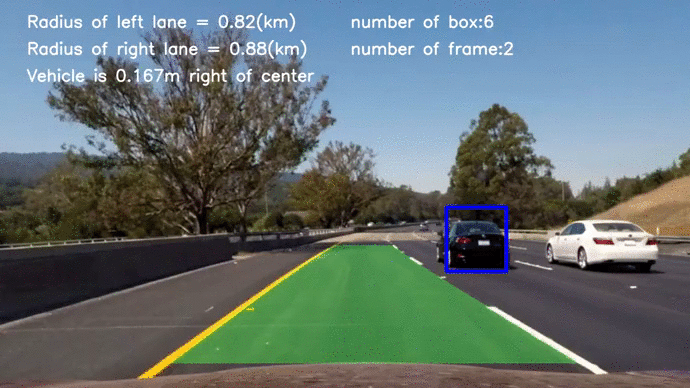 Radius of left lane = 0.82(km)
number of box:6
Radius of right lane = 0.88(km)
number of frame:2
Vehicle is 0.167m right of center